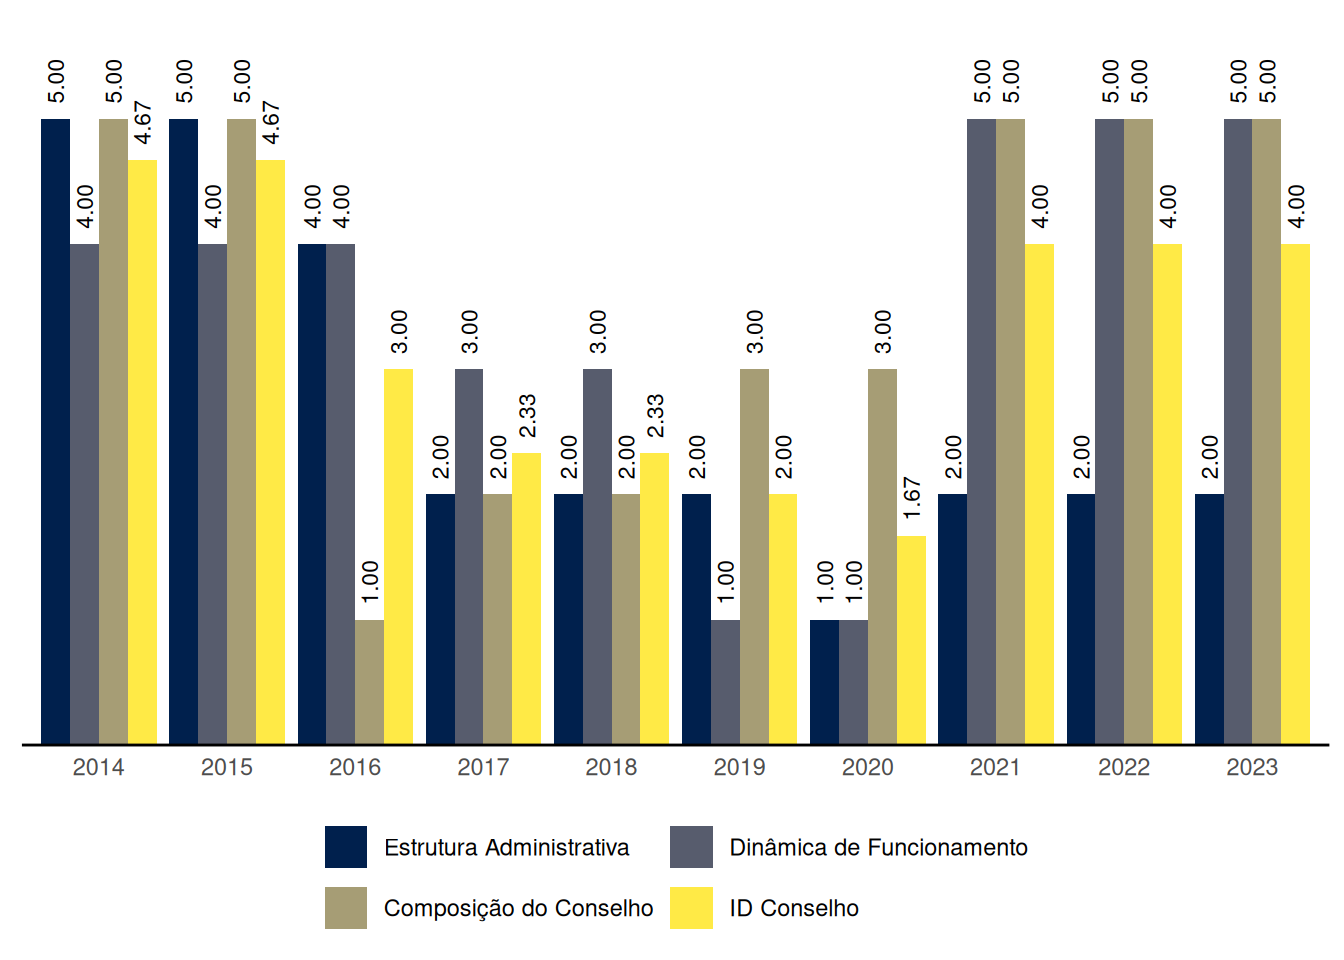 5.00 4.00 5.00 4.67 5.00 4.00 5.00 4.67 4.00 4.00 1.00 3.00 2.00 3.00 2.00 2.33 2.00 3.00 2.00 2.33 2.00 1.00 3.00 2.00 1.00 1.00 3.00 1.67 2.00 5.00 5.00 4.00 2.00 5.00 5.00 4.00 2.00 5.00 5.00 4.00
2014 2015 2016 2017 2018 2019 2020 2021 2022 2023
Estrutura Administrativa Dinâmica de Funcionamento
Composição do Conselho ID Conselho